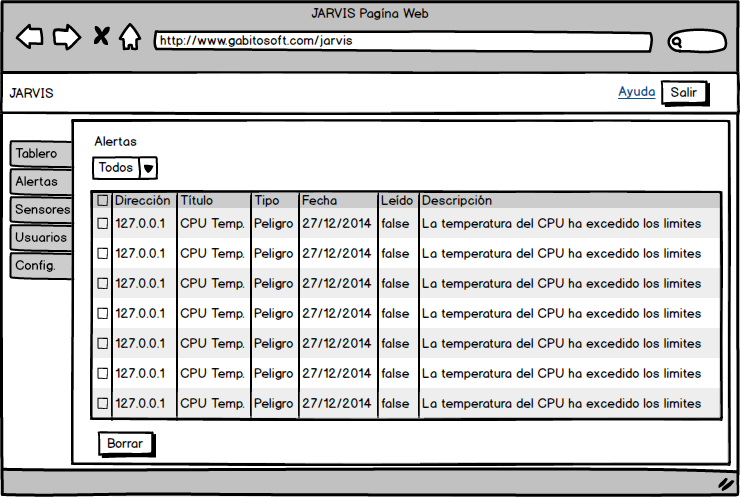 JARVIS Pagína Web
http://www.gabitosoft.com/jarvis
JARVIS
Ayuda Salir
Tablero
Alertas
Sensores
Usuarios
Config.
Alertas
Todos
Dirección Título Tipo Fecha Leído Descripción
127.0.0.1 CPU Temp. Peligro 27/12/2014 false La temperatura del CPU ha excedido los limites
127.0.0.1 CPU Temp. Peligro 27/12/2014 false La temperatura del CPU ha excedido los limites
127.0.0.1 CPU Temp. Peligro 27/12/2014 false La temperatura del CPU ha excedido los limites
127.0.0.1 CPU Temp. Peligro 27/12/2014 false La temperatura del CPU ha excedido los limites
127.0.0.1 CPU Temp. Peligro 27/12/2014 false La temperatura del CPU ha excedido los limites
127.0.0.1 CPU Temp. Peligro 27/12/2014 false La temperatura del CPU ha excedido los limites
127.0.0.1 CPU Temp. Peligro 27/12/2014 false La temperatura del CPU ha excedido los limites
Borrar